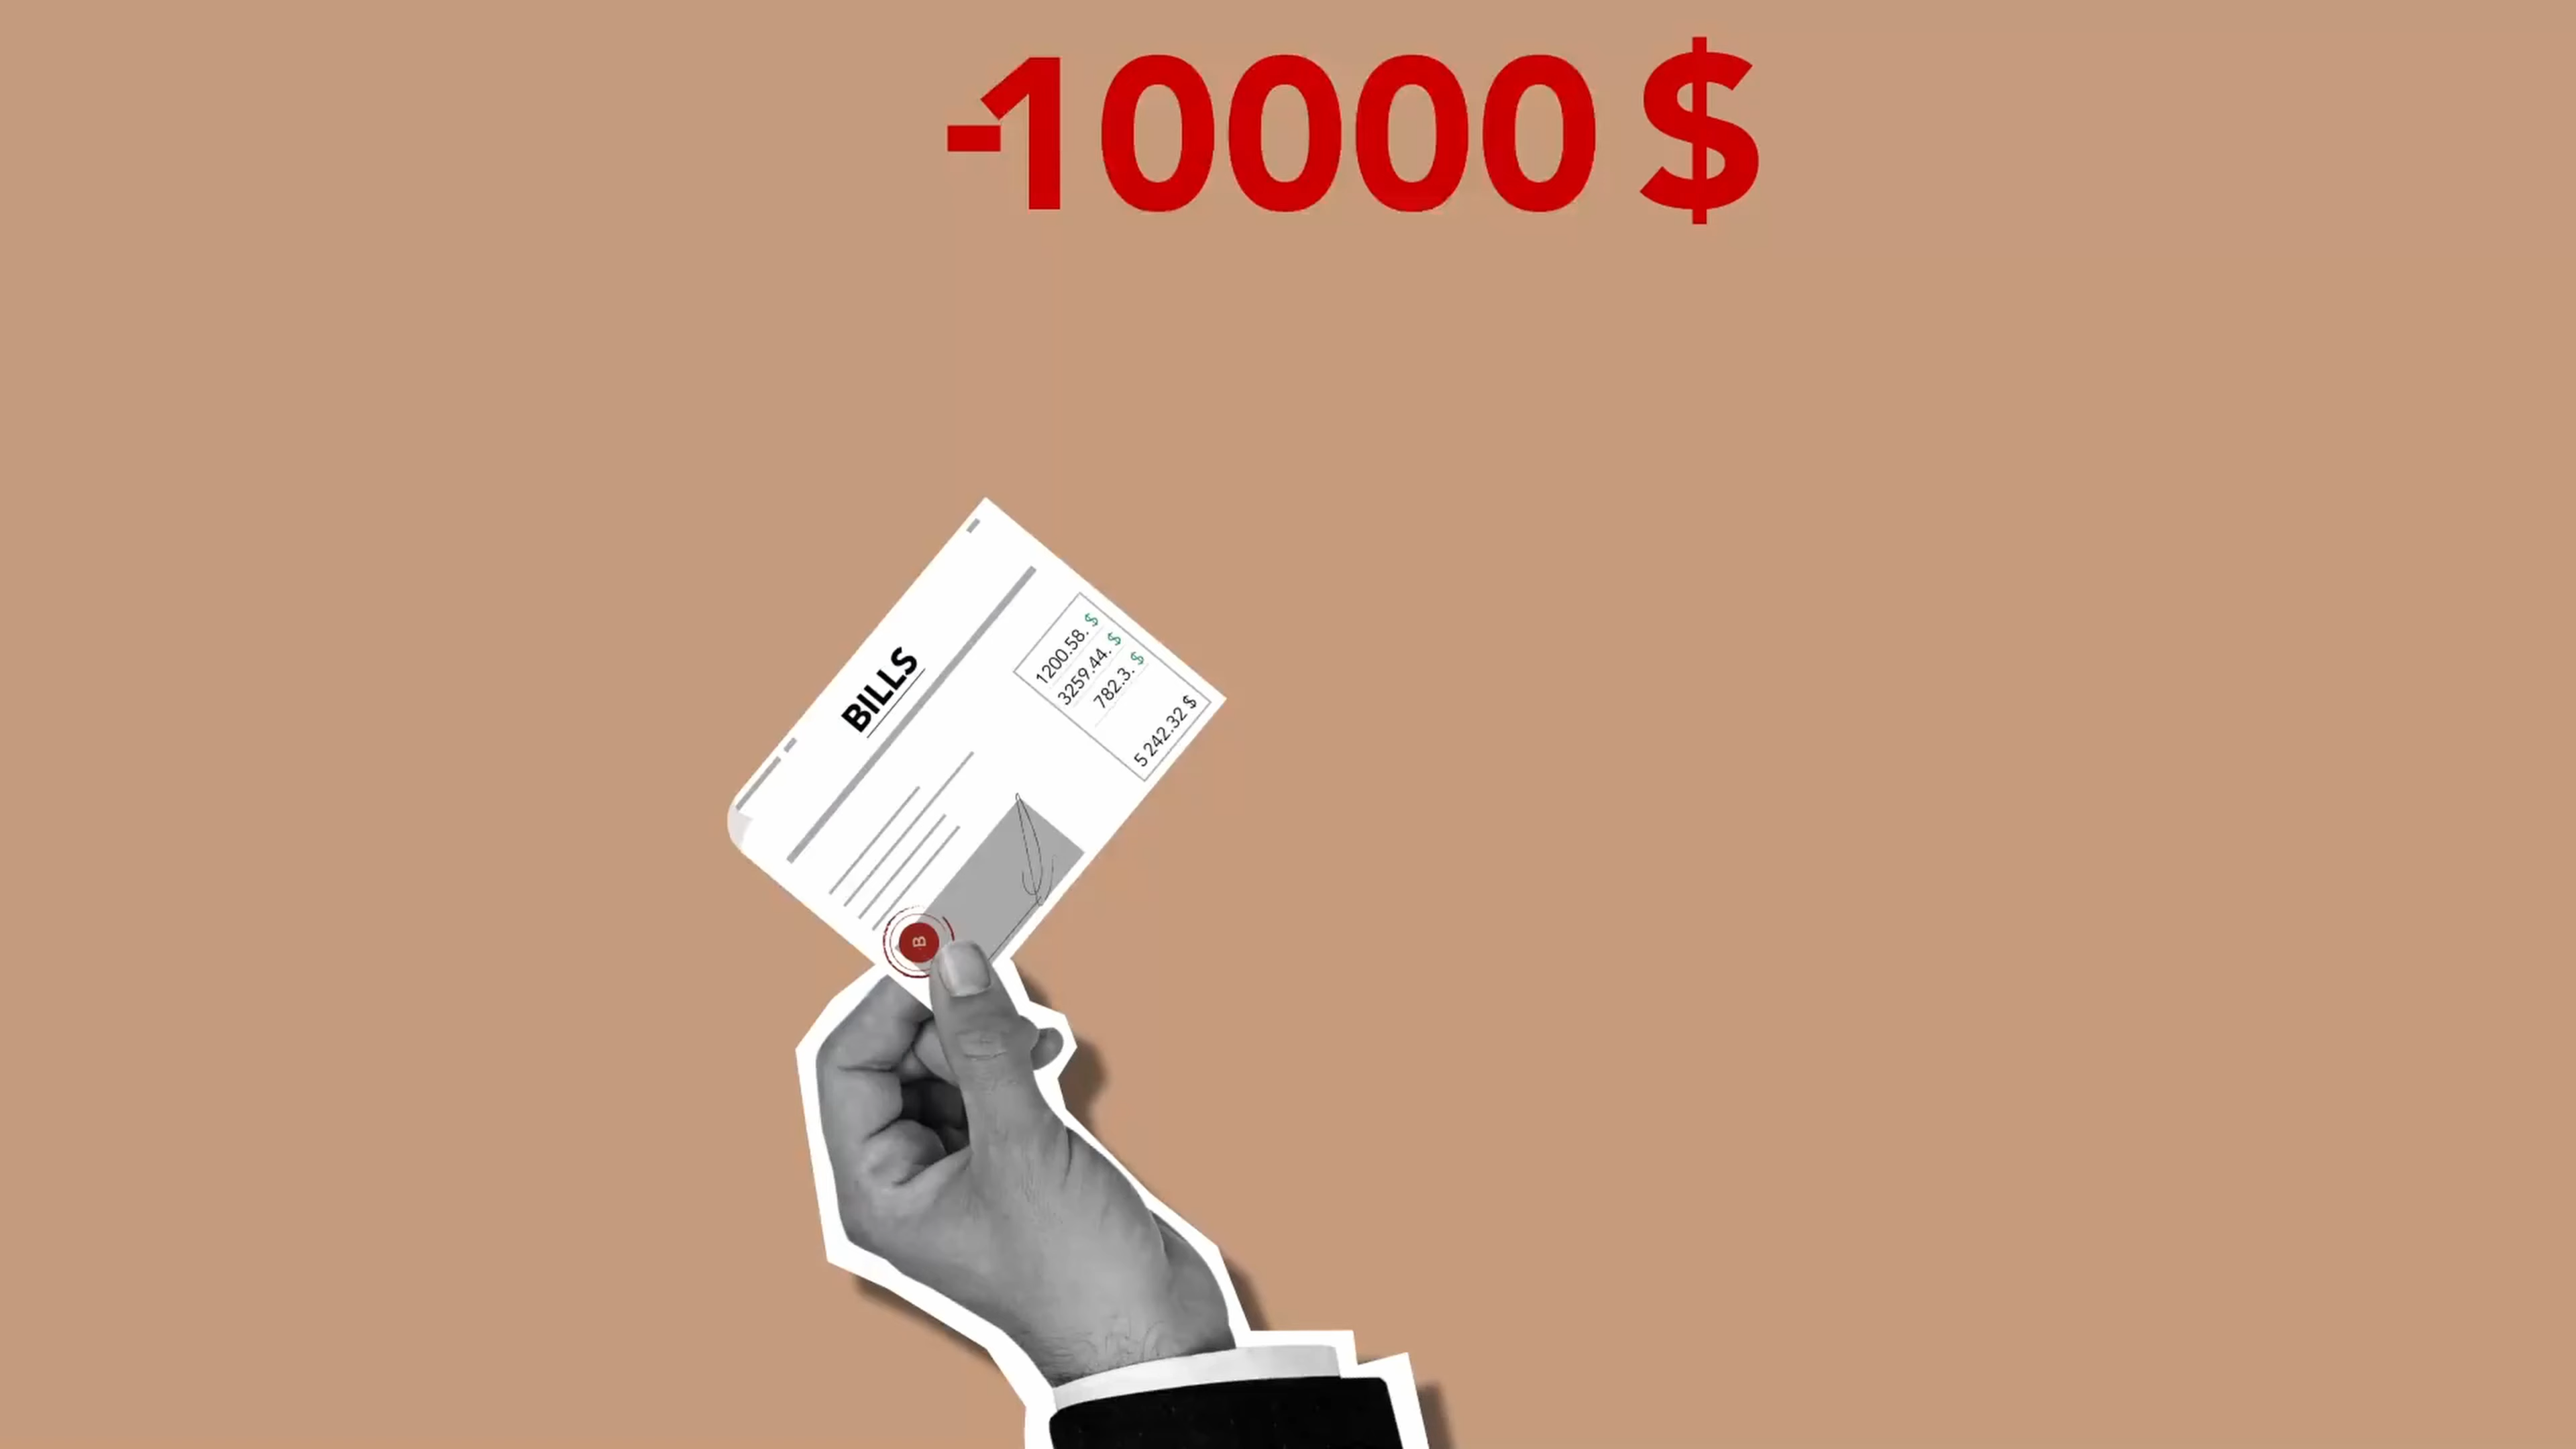 -10000 $
BILLS
1200.58. $
3259.44. $
782.3. $
5 242.32 $
B